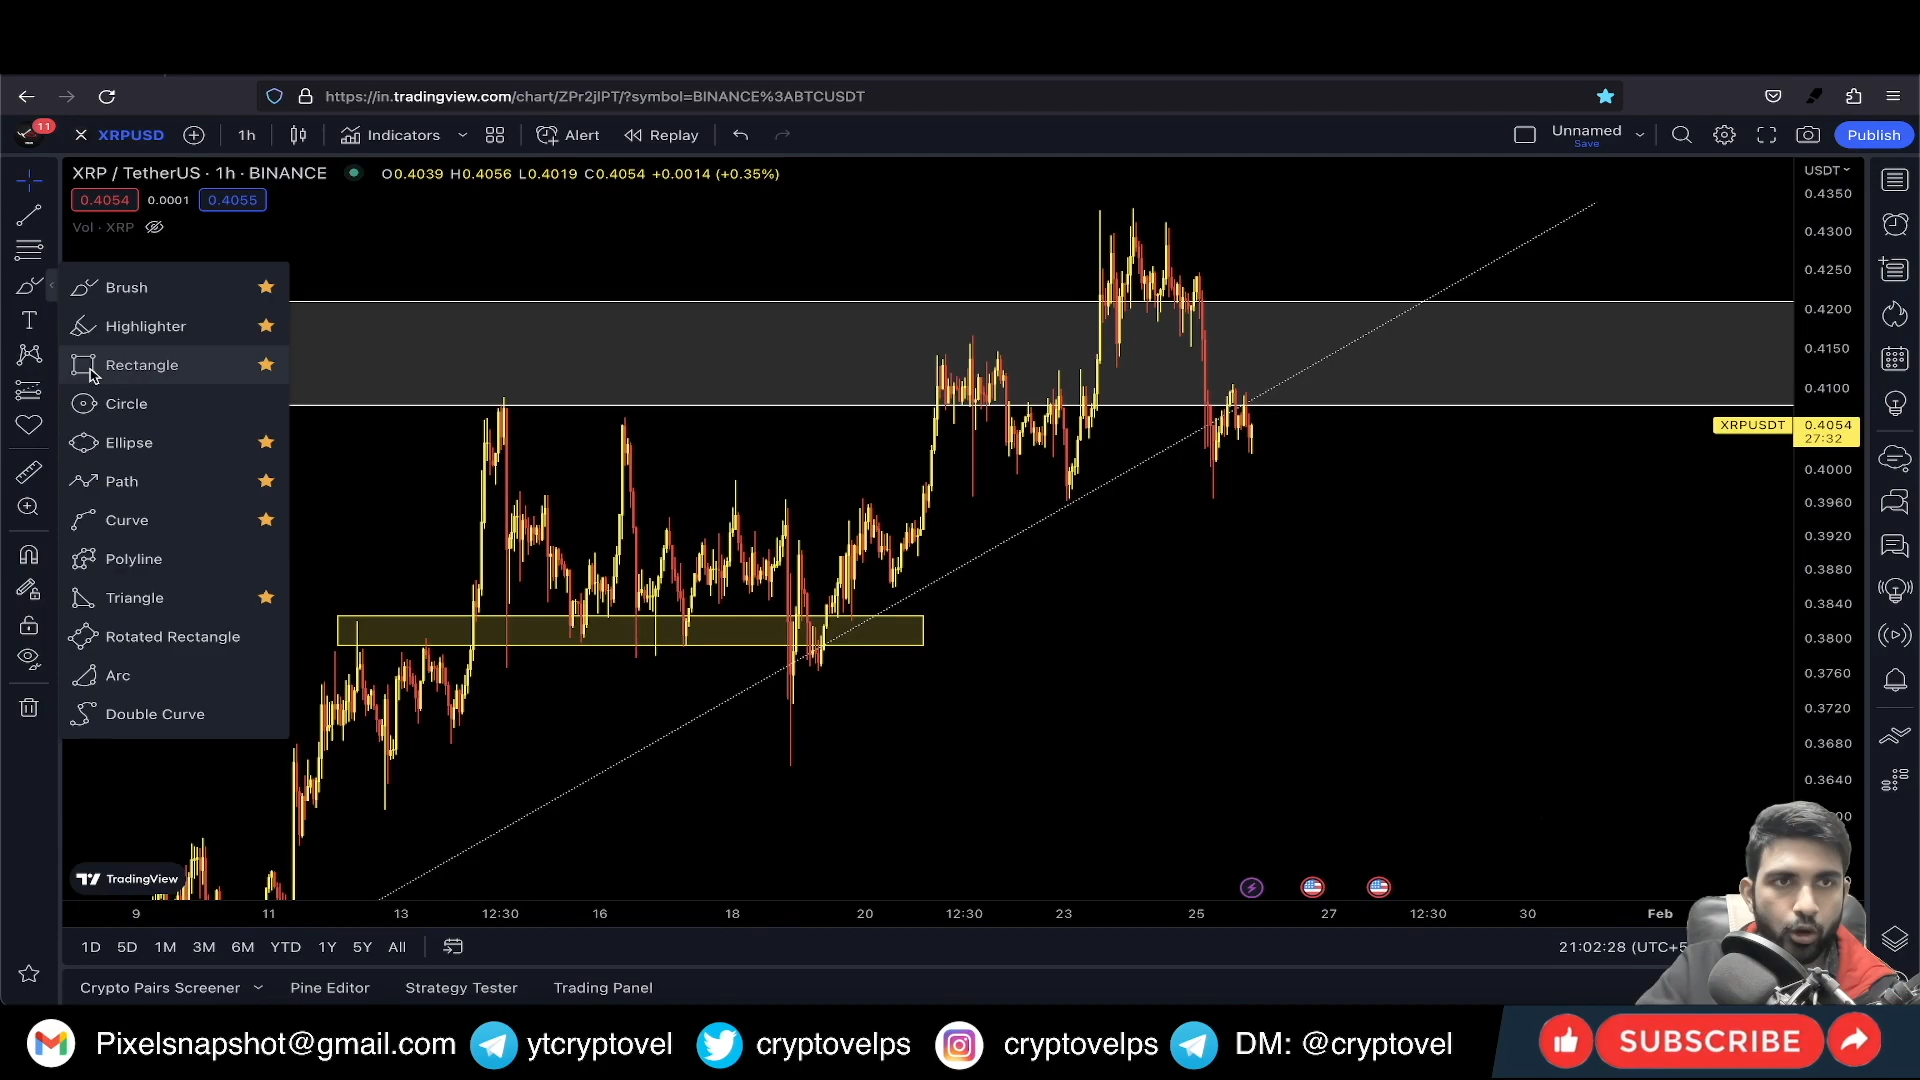 https://in.tradingview.com/chart/ZPr2jIPT/?symbol=BINANCE%3ABTCUSDT
11
XRPUSD
1h
Indicators
Alert
Replay
Unnamed
Save
Publish
XRP / TetherUS · 1h · BINANCE
O0.4039 H0.4056 L0.4019 C0.4054 +0.0014 (+0.35%)
0.4054
0.0001
0.4055
Vol · XRP
Brush
Highlighter
Rectangle
Circle
Ellipse
Path
Curve
Polyline
Triangle
Rotated Rectangle
Arc
Double Curve
USDT
0.4350
0.4300
0.4250
0.4200
0.4150
0.4100
XRPUSDT
0.4054
27:32
0.4000
0.3960
0.3920
0.3880
0.3840
0.3800
0.3760
0.3720
0.3680
0.3640
TradingView
9
11
13
12:30
16
18
20
12:30
23
25
27
12:30
30
Feb
1D
5D
1M
3M
6M
YTD
1Y
5Y
All
21:02:28 (UTC+5
Crypto Pairs Screener
Pine Editor
Strategy Tester
Trading Panel
Pixelsnapshot@gmail.com
ytcryptovel
cryptovelps
cryptovelps
DM: @cryptovel
SUBSCRIBE